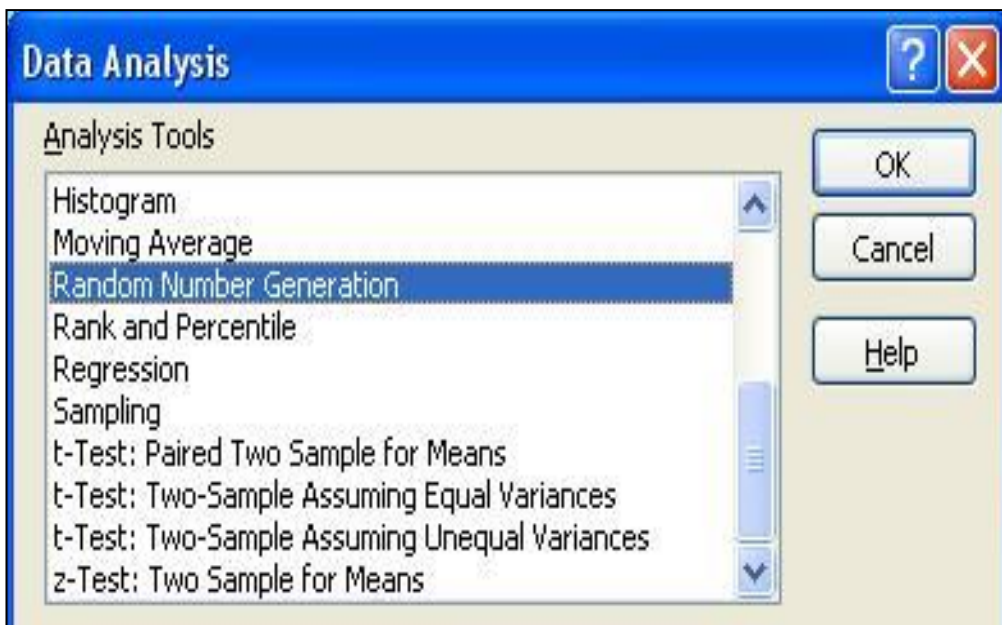 Data Analysis
?
Analysis Tools
Histogram
Moving Average
Random Number Generation
Rank and Percentile
Regression
Sampling
t-Test: Paired Two Sample for Means
t-Test: Two-Sample Assuming Equal Variances
t-Test: Two-Sample Assuming Unequal Variances
z-Test: Two Sample for Means
OK
Cancel
Help